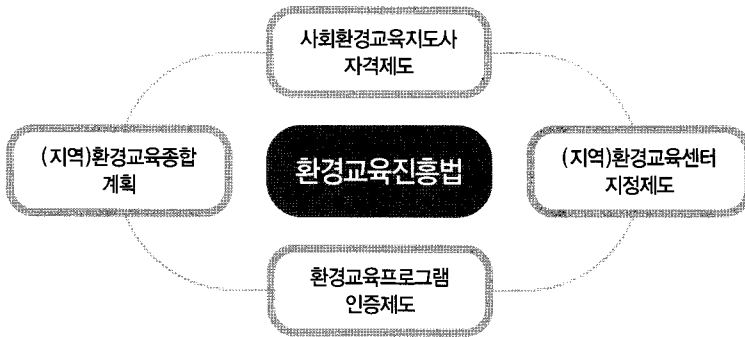 사회환경교육지도사
자격제도
(지역)환경교육종합
계획
환경교육진흥법
(지역)환경교육센터
지정제도
환경교육프로그램
인증제도